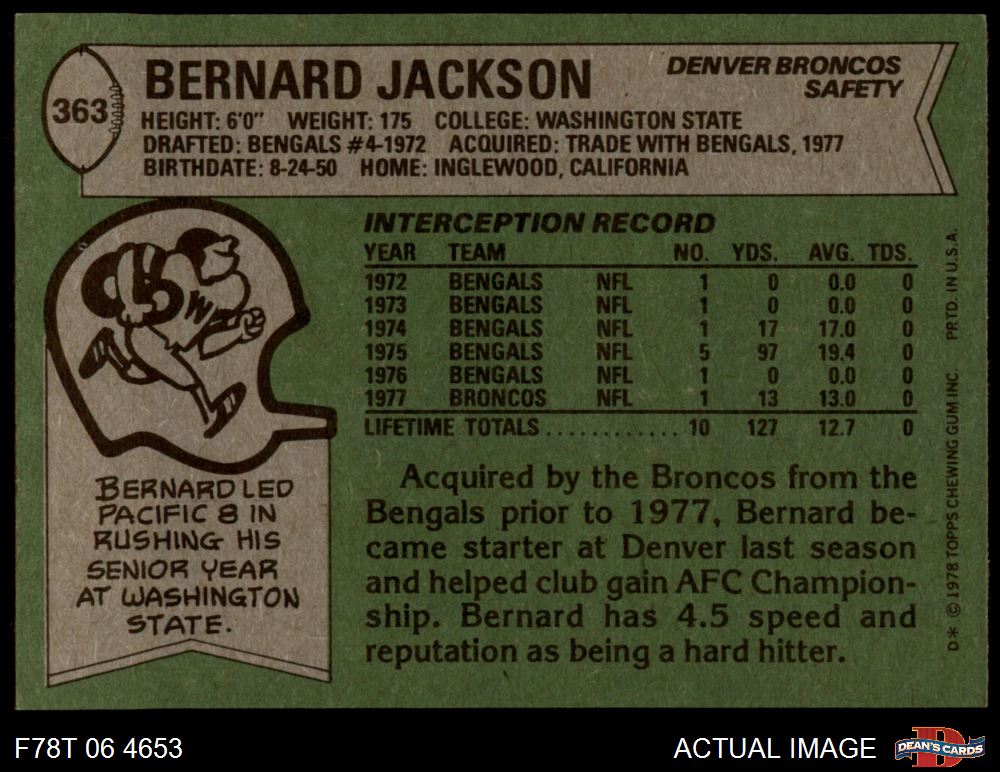 363
BERNARD JACKSON
DENVER BRONCOS
SAFETY
HEIGHT: 6'0" WEIGHT: 175 COLLEGE: WASHINGTON STATE
DRAFTED: BENGALS #4-1972 ACQUIRED: TRADE WITH BENGALS, 1977
BIRTHDATE: 8-24-50 HOME: INGLEWOOD, CALIFORNIA
W
INTERCEPTION RECORD
YEAR TEAM NO. YDS. AVG. TDS.
1972 BENGALS NFL 1 0 0.0 0
1973 BENGALS NFL 1 0 0.0 0
1974 BENGALS NFL 1 17 17.0 0
1975 BENGALS NFL 5 97 19.4 0
1976 BENGALS NFL 1 0 0.0 0
1977 BRONCOS NFL 1 13 13.0 0
LIFETIME TOTALS............ 10 127 12.7 0
BERNARD LED
PACIFIC 8 IN
RUSHING HIS
SENIOR YEAR
AT WASHINGTON
STATE.
Acquired by the Broncos from the
Bengals prior to 1977, Bernard be-
came starter at Denver last season
and helped club gain AFC Champion-
ship. Bernard has 4.5 speed and
reputation as being a hard hitter.
D* © 1978 TOPPS CHEWING GUM INC. PRTD. IN U.S.A.
F78T 06 4653
ACTUAL IMAGE
D
DEAN'S CARDS